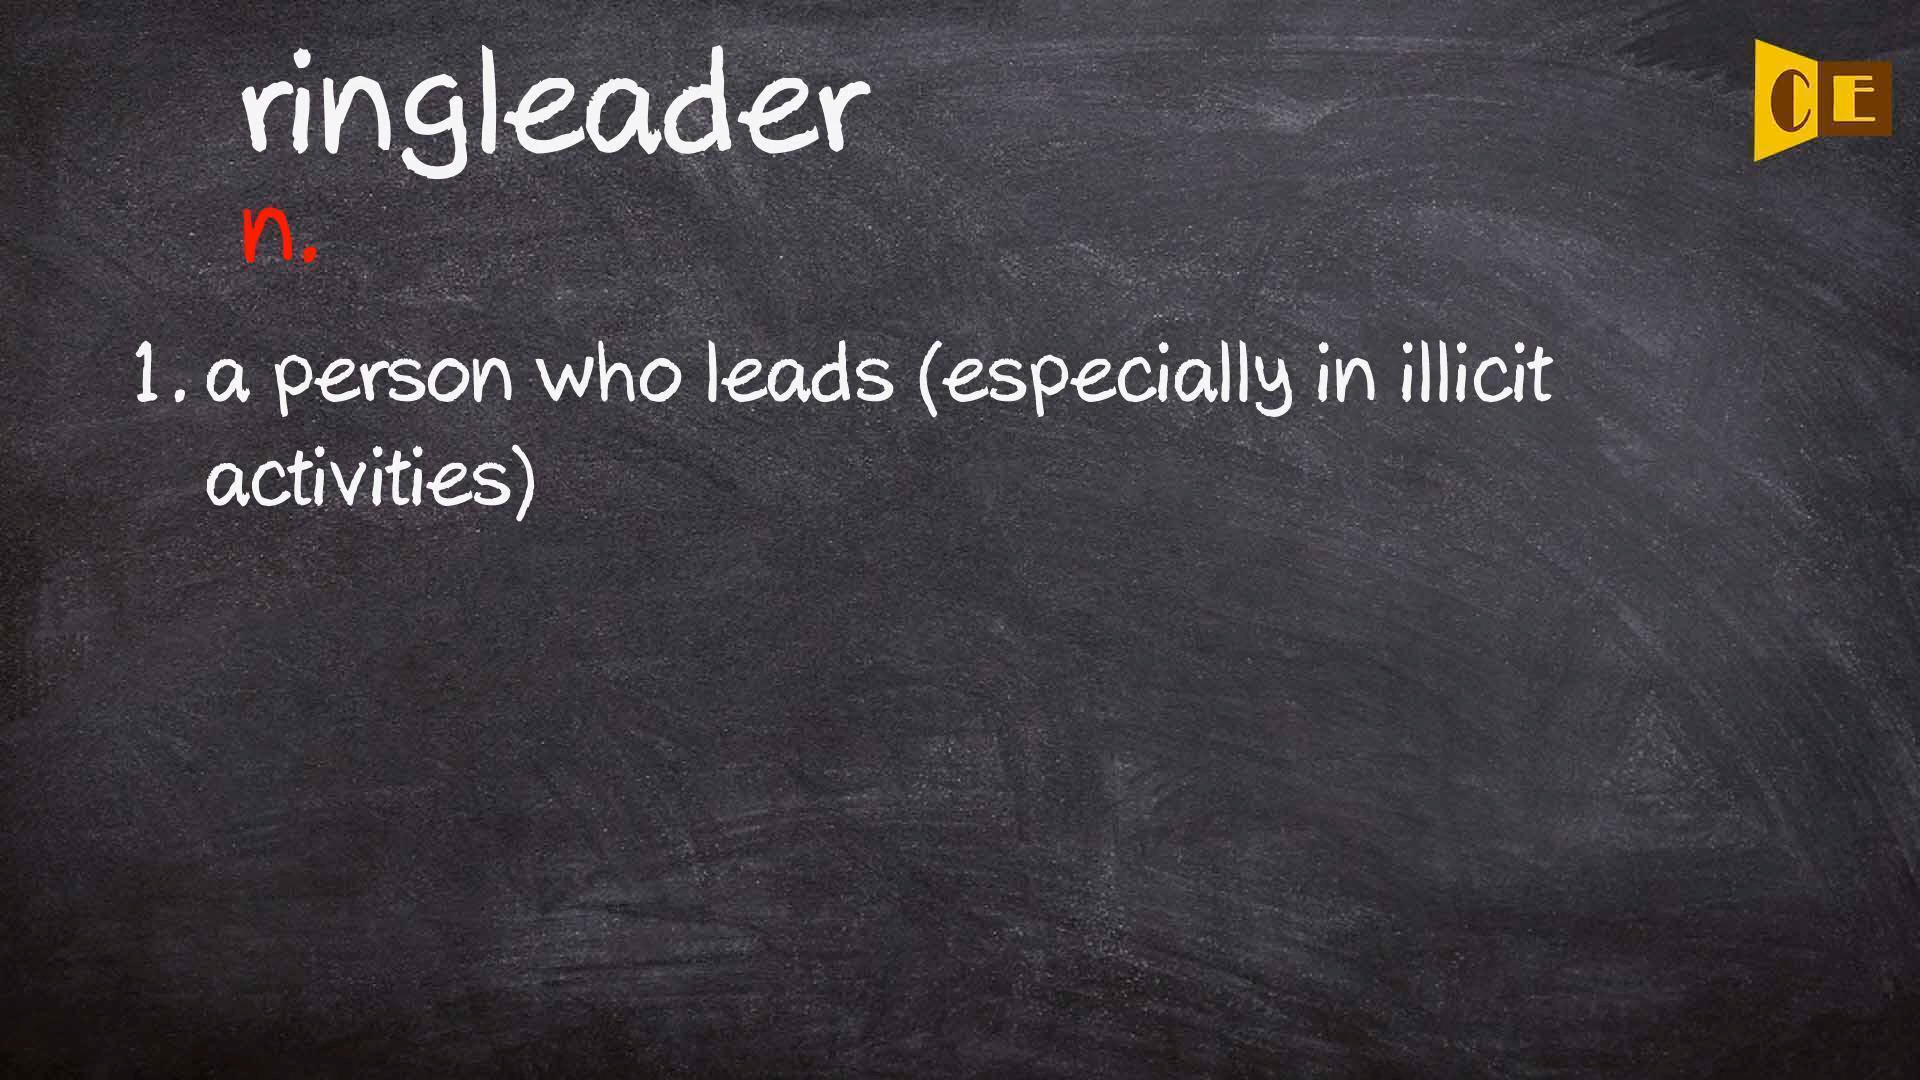 ringleader
CE
n.
1. a person who leads (especially in illicit
activities)